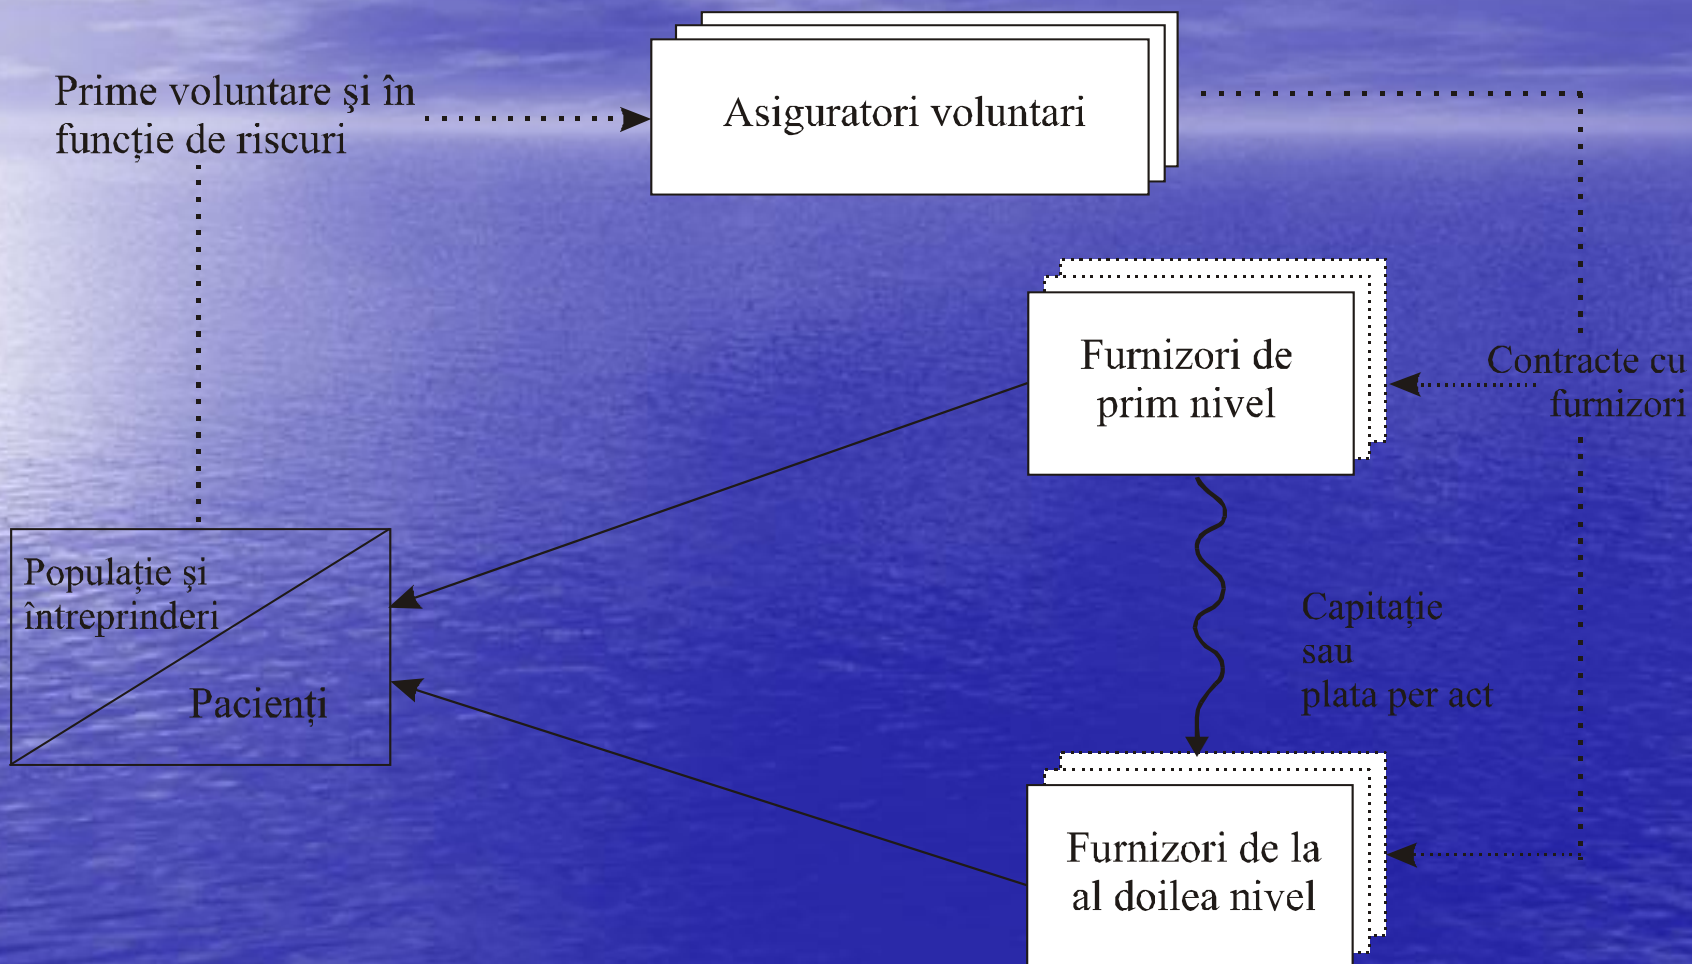 Prime voluntare şi în
funcţie de riscuri
Asiguratori voluntari
Furnizori de
prim nivel
Contracte cu
furnizori
Populaţie şi
întreprinderi
Pacienţi
Capitaţie
sau
plata per act
Furnizori de la
al doilea nivel